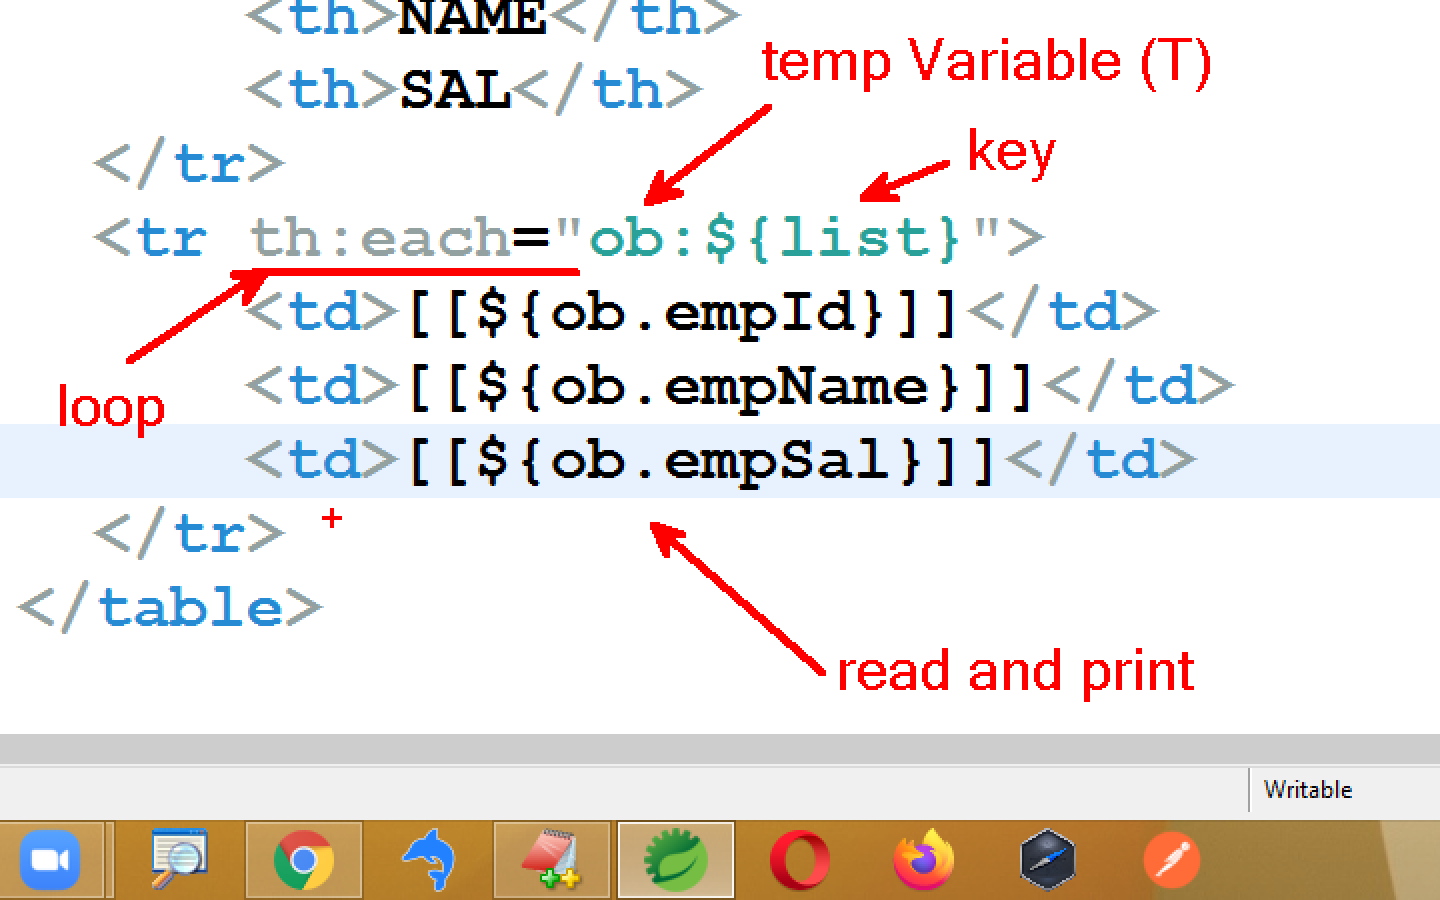 <th>NAME</th>
temp Variable (T)
<th>SAL</th>
key
</tr>
<tr th:each="ob:${list}">
<td>[[${ob.empId}]]</td>
<td>[[${ob.empName}]]</td>
loop
<td>[[${ob.empSal}]]</td>
</tr>
</table>
read and print
Writable